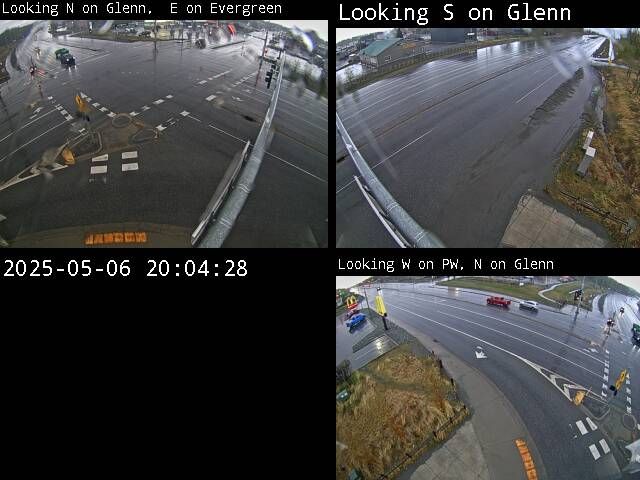 Looking N on Glenn,  E on Evergreen
Looking S on Glenn
2025-05-06 20:04:28
Looking W on PW, N on Glenn